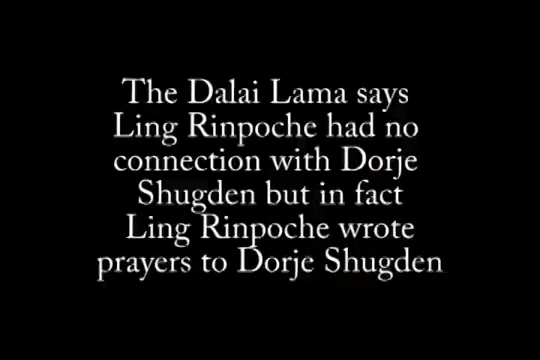 The Dalai Lama says
Ling Rinpoche had no
connection with Dorje
Shugden but in fact
Ling Rinpoche wrote
prayers to Dorje Shugden